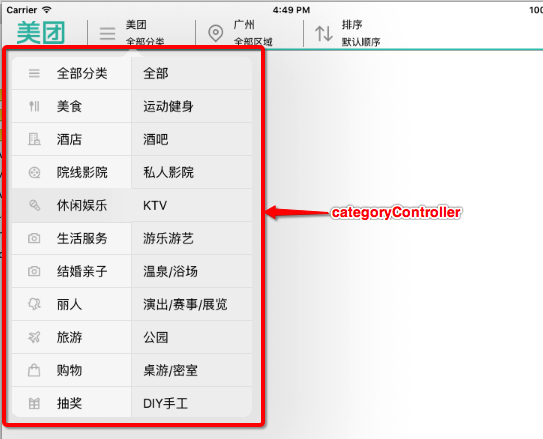 Carrier 4:49 PM 100
美团 美团 广州 排序
全部分类 全部区域 默认顺序
全部分类 全部
美食 运动健身
酒店 酒吧
院线影院 私人影院
休闲娱乐 KTV
categoryController
生活服务 游乐游艺
结婚亲子 温泉/浴场
丽人 演出/赛事/展览
旅游 公园
购物 桌游/密室
抽奖 DIY手工